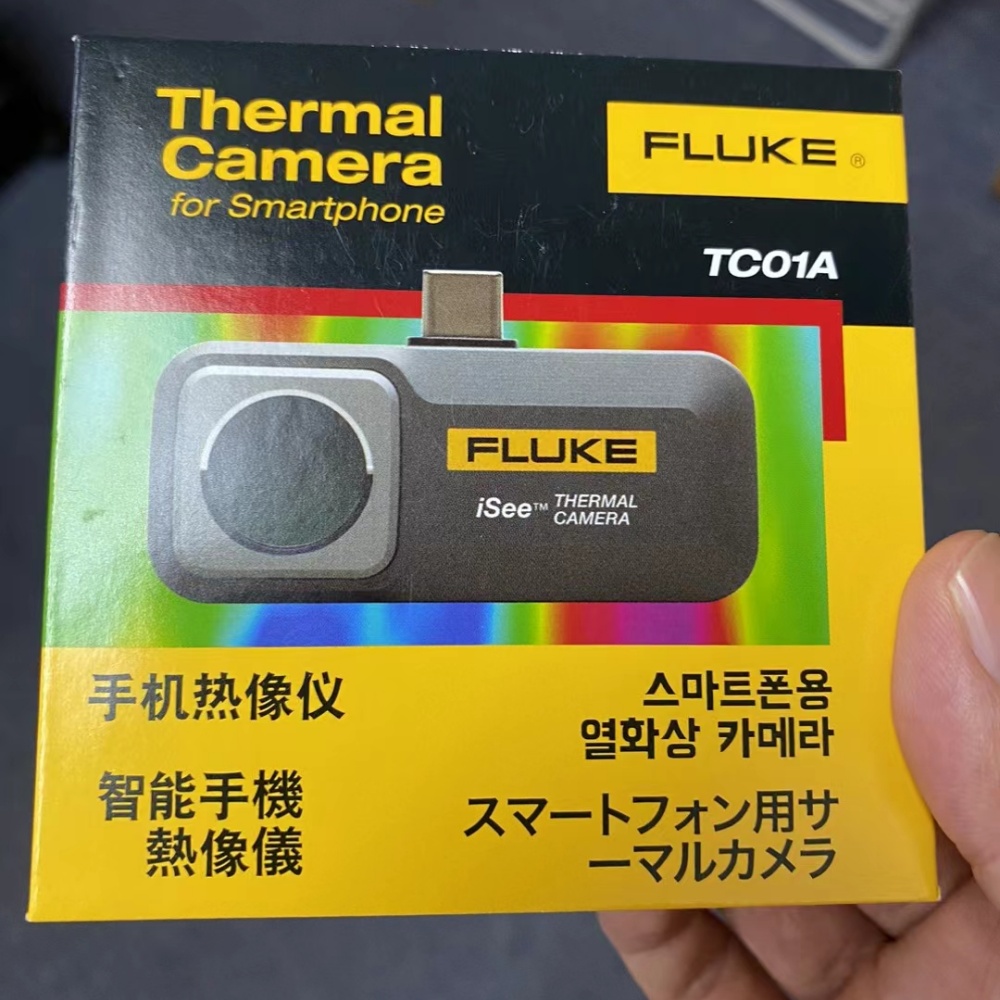 Thermal
Camera
for Smartphone
FLUKE ®
TC01A
FLUKE
iSee™ THERMAL
CAMERA
手机热像仪
智能手機
熱像儀
스마트폰용
열화상 카메라
スマートフォン用サ
ーマルカメラ